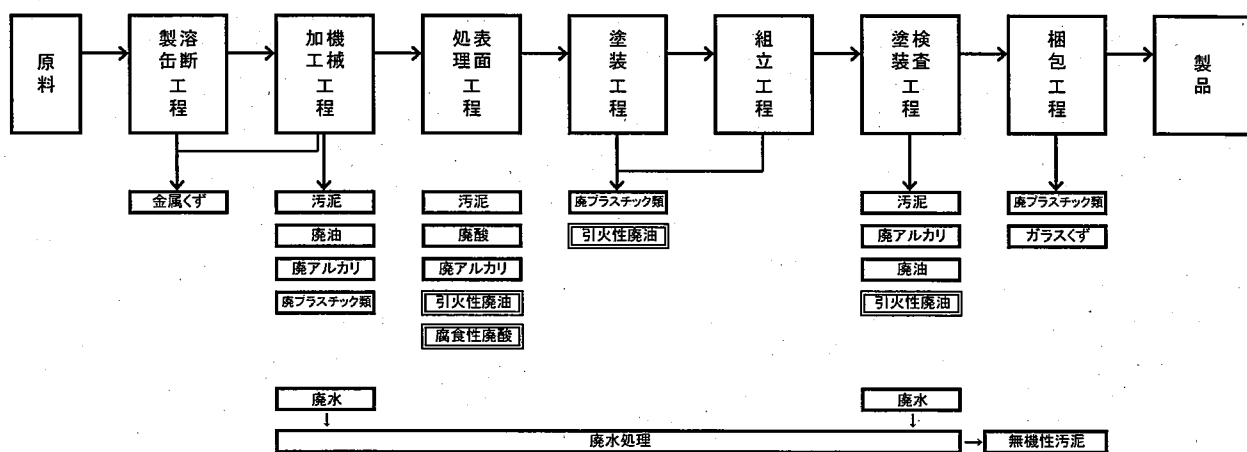 原料
溶断
製缶
工程
機械
加工
工程
表面
処理
工程
塗装工程
組立工程
検査
塗装
工程
梱包工程
製品
金属くず
汚泥
廃油
廃アルカリ
廃プラスチック類
汚泥
廃酸
廃アルカリ
引火性廃油
腐食性廃酸
廃プラスチック類
引火性廃油
汚泥
廃アルカリ
廃油
引火性廃油
廃プラスチック類
ガラスくず
廃水
↓
廃水
↓
廃水処理
→
無機性汚泥